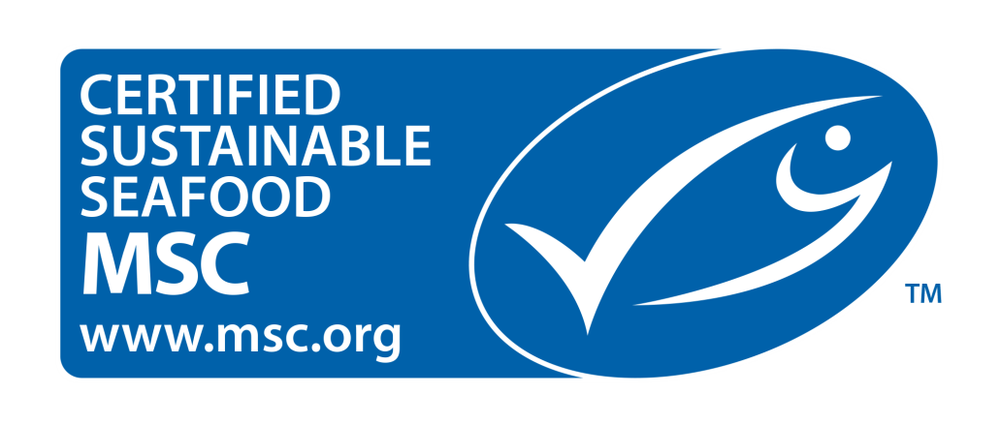 CERTIFIED
SUSTAINABLE
SEAFOOD
MSC
www.msc.org
TM